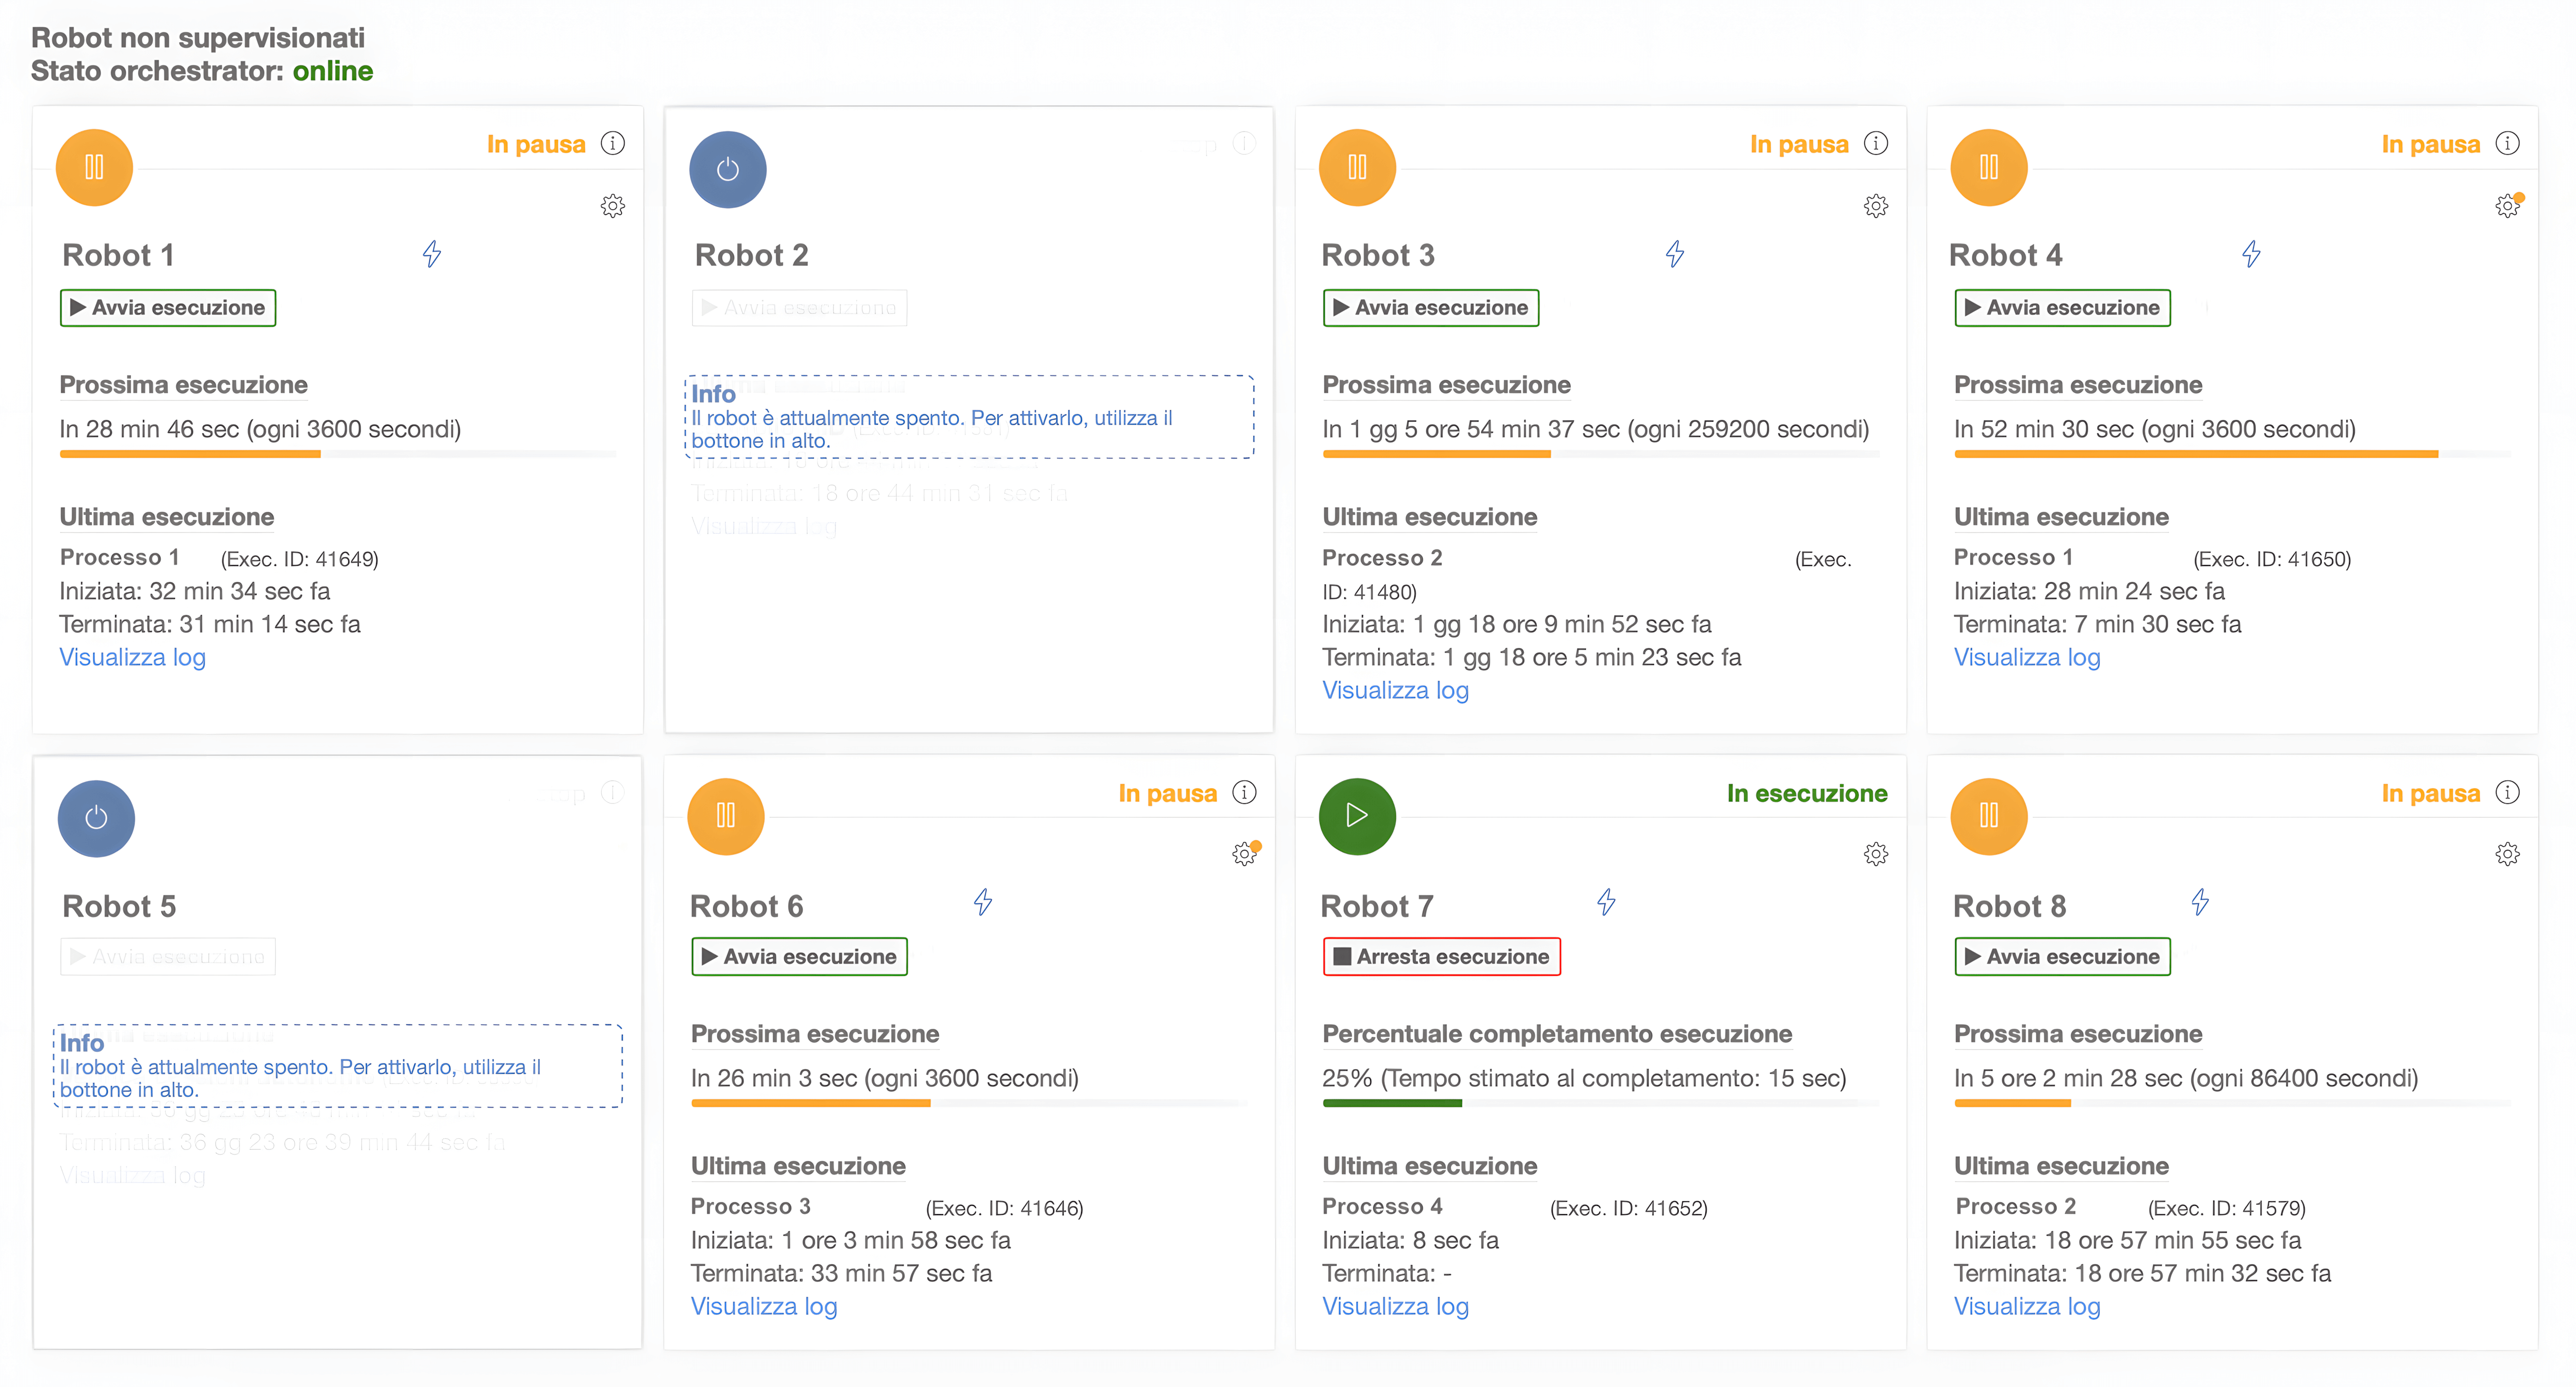 Robot non supervisionati
Stato orchestrator: online
In pausa
Robot 1
Avvia esecuzione
Prossima esecuzione
In 28 min 46 sec (ogni 3600 secondi)
Ultima esecuzione
Processo 1 (Exec. ID: 41649)
Iniziata: 32 min 34 sec fa
Terminata: 31 min 14 sec fa
Visualizza log
Robot 2
Avvia esecuzione
Info
Il robot è attualmente spento. Per attivarlo, utilizza il
bottone in alto.
Terminata: 18 ore 44 min 31 sec fa
Visualizza log
In pausa
Robot 3
Avvia esecuzione
Prossima esecuzione
In 1 gg 5 ore 54 min 37 sec (ogni 259200 secondi)
Ultima esecuzione
Processo 2 (Exec.
ID: 41480)
Iniziata: 1 gg 18 ore 9 min 52 sec fa
Terminata: 1 gg 18 ore 5 min 23 sec fa
Visualizza log
In pausa
Robot 4
Avvia esecuzione
Prossima esecuzione
In 52 min 30 sec (ogni 3600 secondi)
Ultima esecuzione
Processo 1 (Exec. ID: 41650)
Iniziata: 28 min 24 sec fa
Terminata: 7 min 30 sec fa
Visualizza log
Robot 5
Avvia esecuzione
Info
Il robot è attualmente spento. Per attivarlo, utilizza il
bottone in alto.
Terminata: 36 gg 23 ore 39 min 44 sec fa
Visualizza log
In pausa
Robot 6
Avvia esecuzione
Prossima esecuzione
In 26 min 3 sec (ogni 3600 secondi)
Ultima esecuzione
Processo 3 (Exec. ID: 41646)
Iniziata: 1 ore 3 min 58 sec fa
Terminata: 33 min 57 sec fa
Visualizza log
In esecuzione
Robot 7
Arresta esecuzione
Percentuale completamento esecuzione
25% (Tempo stimato al completamento: 15 sec)
Ultima esecuzione
Processo 4 (Exec. ID: 41652)
Iniziata: 8 sec fa
Terminata: -
Visualizza log
In pausa
Robot 8
Avvia esecuzione
Prossima esecuzione
In 5 ore 2 min 28 sec (ogni 86400 secondi)
Ultima esecuzione
Processo 2 (Exec. ID: 41579)
Iniziata: 18 ore 57 min 55 sec fa
Terminata: 18 ore 57 min 32 sec fa
Visualizza log